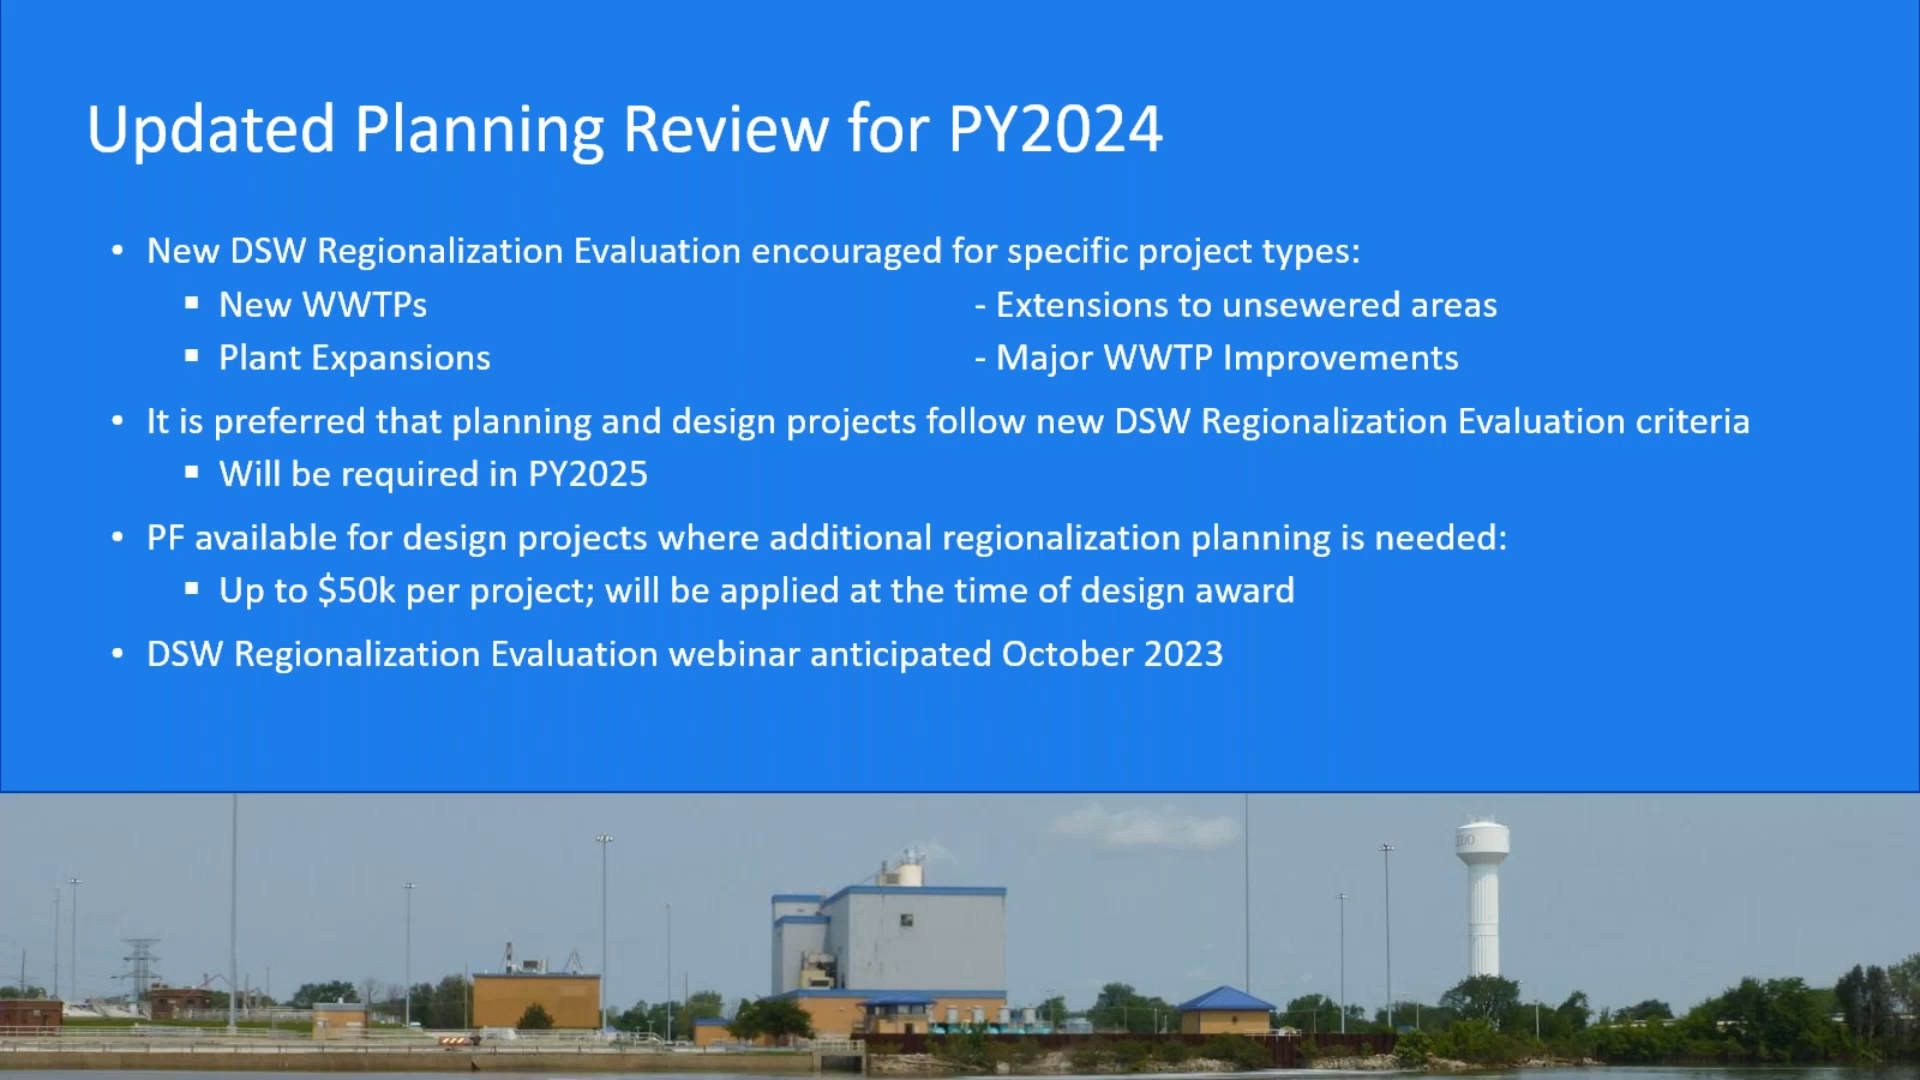 Updated Planning Review for PY2024
• New DSW Regionalization Evaluation encouraged for specific project types:
▪ New WWTPs - Extensions to unsewered areas
▪ Plant Expansions - Major WWTP Improvements
• It is preferred that planning and design projects follow new DSW Regionalization Evaluation criteria
▪ Will be required in PY2025
• PF available for design projects where additional regionalization planning is needed:
▪ Up to $50k per project; will be applied at the time of design award
• DSW Regionalization Evaluation webinar anticipated October 2023